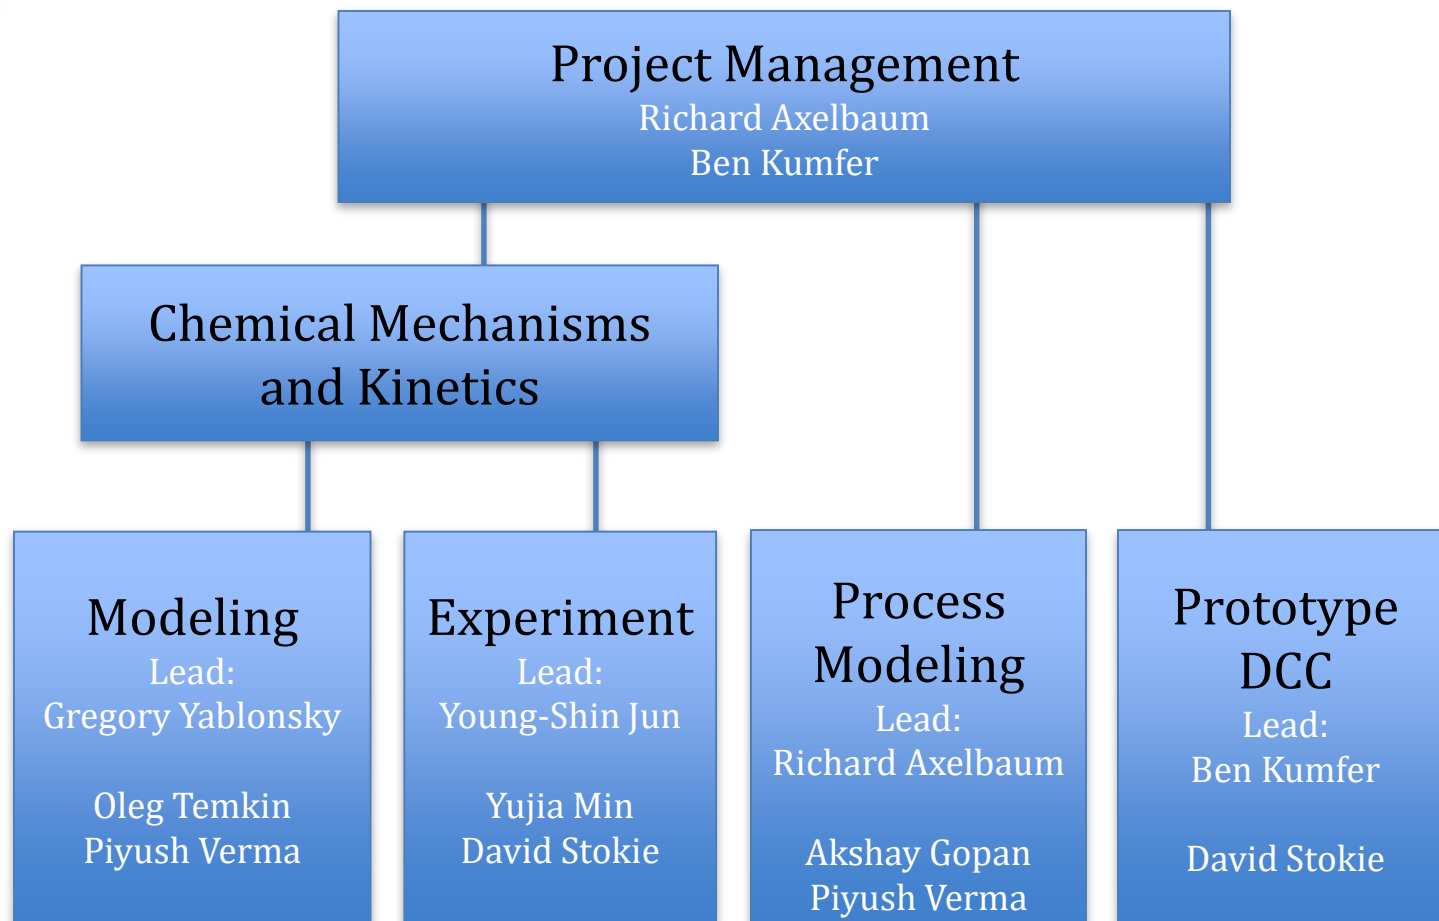 Project Management
Richard Axelbaum
Ben Kumfer
Chemical Mechanisms
and Kinetics
Modeling
Lead:
Gregory Yablonsky
Oleg Temkin
Piyush Verma
Experiment
Lead:
Young-Shin Jun
Yujia Min
David Stokie
Process
Modeling
Lead:
Richard Axelbaum
Akshay Gopan
Piyush Verma
Prototype
DCC
Lead:
Ben Kumfer
David Stokie